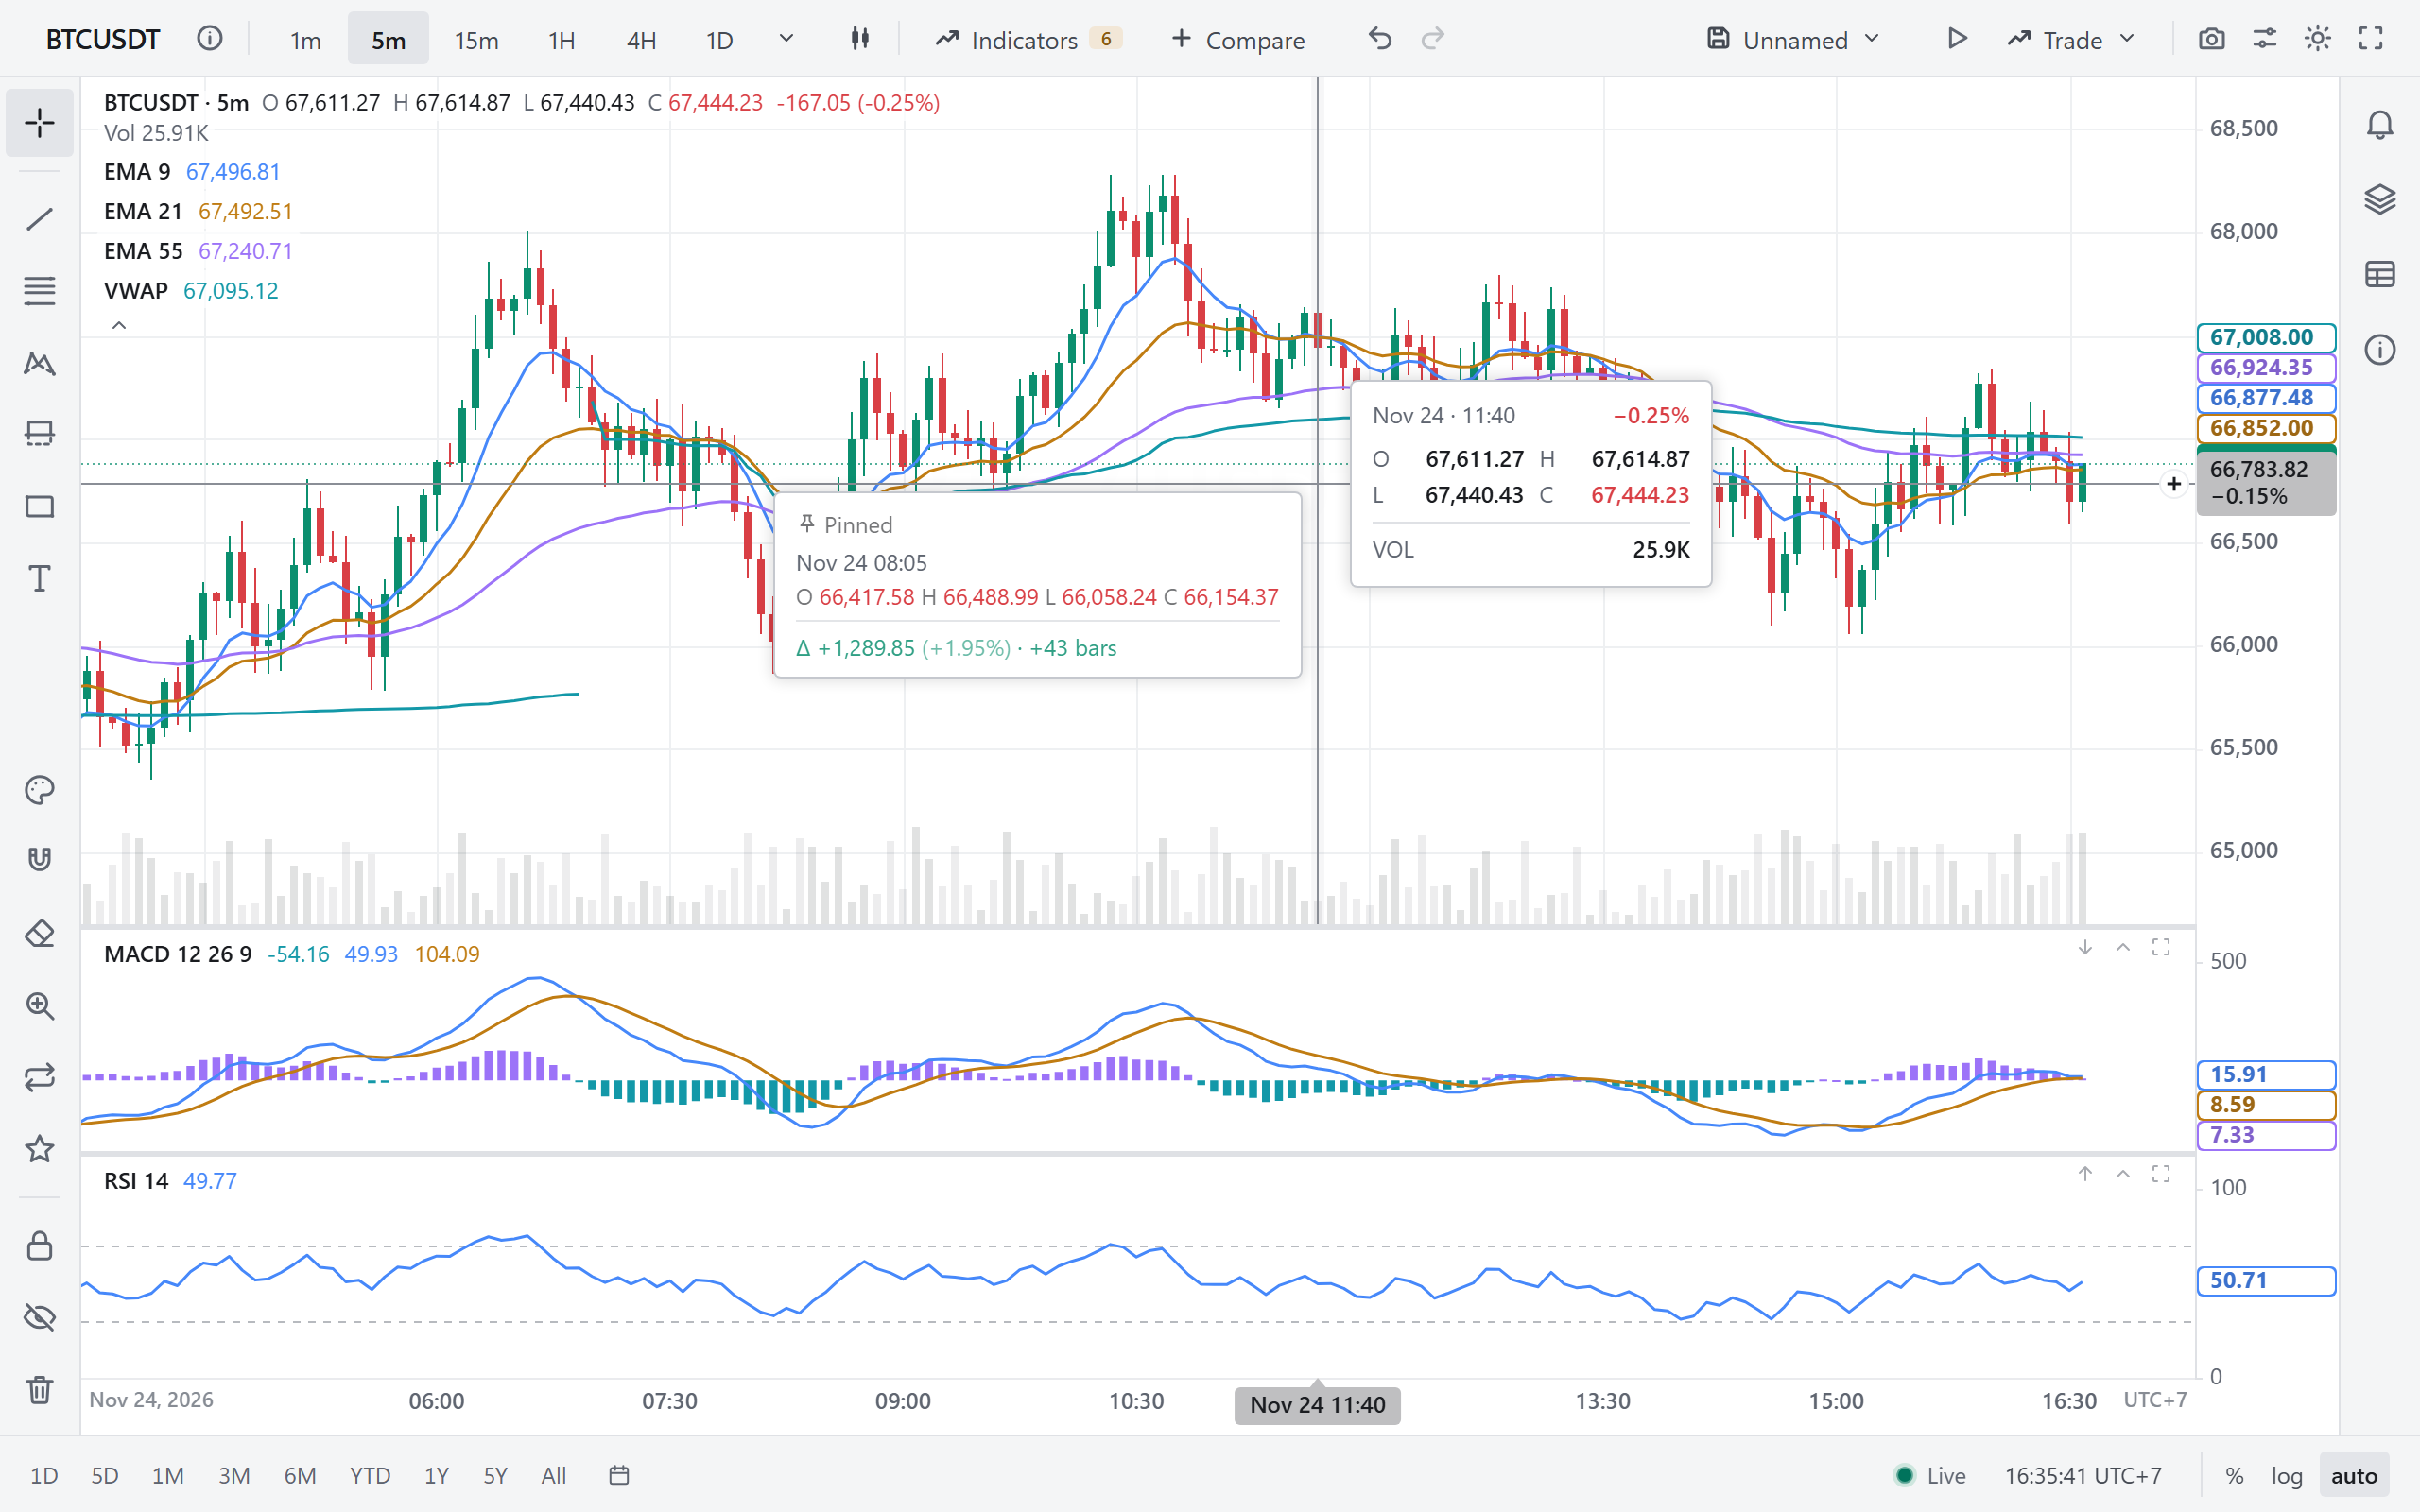 BTCUSDT 1m 5m 15m 1H 4H 1D Indicators 6 Compare Unnamed Trade
BTCUSDT · 5m O 67,611.27 H 67,614.87 L 67,440.43 C 67,444.23 -167.05 (-0.25%)
Vol 25.91K
EMA 9 67,496.81
EMA 21 67,492.51
EMA 55 67,240.71
VWAP 67,095.12
68,500
68,000
67,008.00
66,924.35
66,877.48
66,852.00
66,783.82
−0.15%
66,500
66,000
65,500
65,000
Nov 24 · 11:40 −0.25%
O 67,611.27 H 67,614.87
L 67,440.43 C 67,444.23
VOL 25.9K
Pinned
Nov 24 08:05
O 66,417.58 H 66,488.99 L 66,058.24 C 66,154.37
Δ +1,289.85 (+1.95%) · +43 bars
MACD 12 26 9 -54.16 49.93 104.09
500
15.91
8.59
7.33
RSI 14 49.77
100
50.71
0
Nov 24, 2026 06:00 07:30 09:00 10:30 Nov 24 11:40 13:30 15:00 16:30 UTC+7
1D 5D 1M 3M 6M YTD 1Y 5Y All Live 16:35:41 UTC+7 % log auto